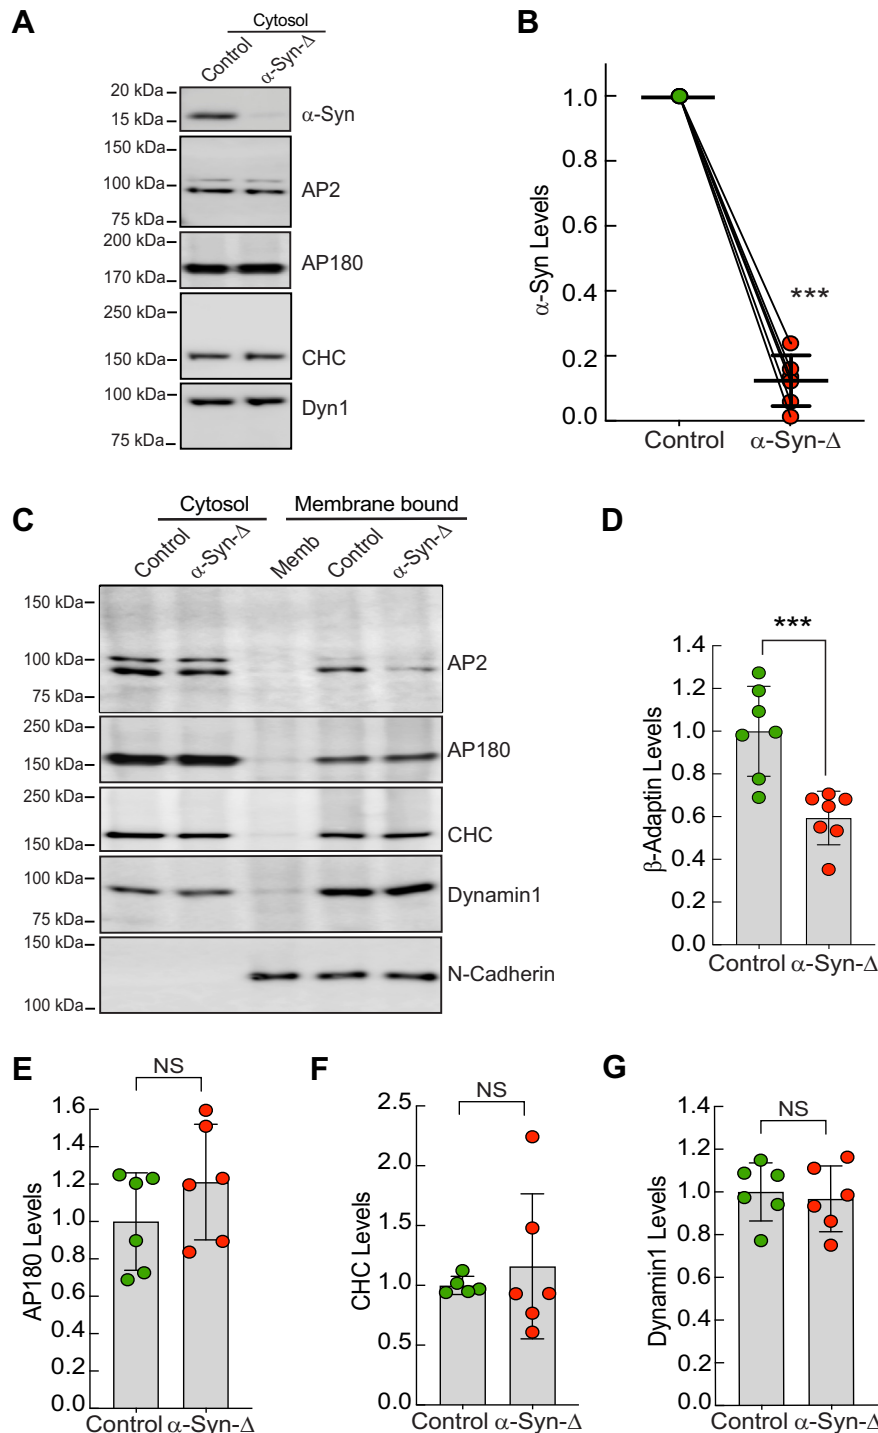 A
Cytosol
Control
α-Syn-Δ
20 kDa
15 kDa
α-Syn
150 kDa
100 kDa
75 kDa
AP2
200 kDa
170 kDa
AP180
250 kDa
150 kDa
CHC
100 kDa
75 kDa
Dyn1
B
α-Syn Levels
1.0
0.8
0.6
0.4
0.2
0.0
***
Control
α-Syn-Δ
C
Cytosol
Membrane bound
Control
α-Syn-Δ
Memb
Control
α-Syn-Δ
150 kDa
100 kDa
75 kDa
AP2
250 kDa
150 kDa
AP180
250 kDa
150 kDa
CHC
100 kDa
75 kDa
Dynamin1
150 kDa
100 kDa
N-Cadherin
D
***
β-Adaptin Levels
1.4
1.2
1.0
0.8
0.6
0.4
0.2
0.0
Control
α-Syn-Δ
E
NS
AP180 Levels
1.6
1.4
1.2
1.0
0.8
0.6
0.4
0.2
0.0
Control
α-Syn-Δ
F
NS
CHC Levels
2.5
2.0
1.5
1.0
0.5
0.0
Control
α-Syn-Δ
G
NS
Dynamin1 Levels
1.4
1.2
1.0
0.8
0.6
0.4
0.2
0.0
Control
α-Syn-Δ